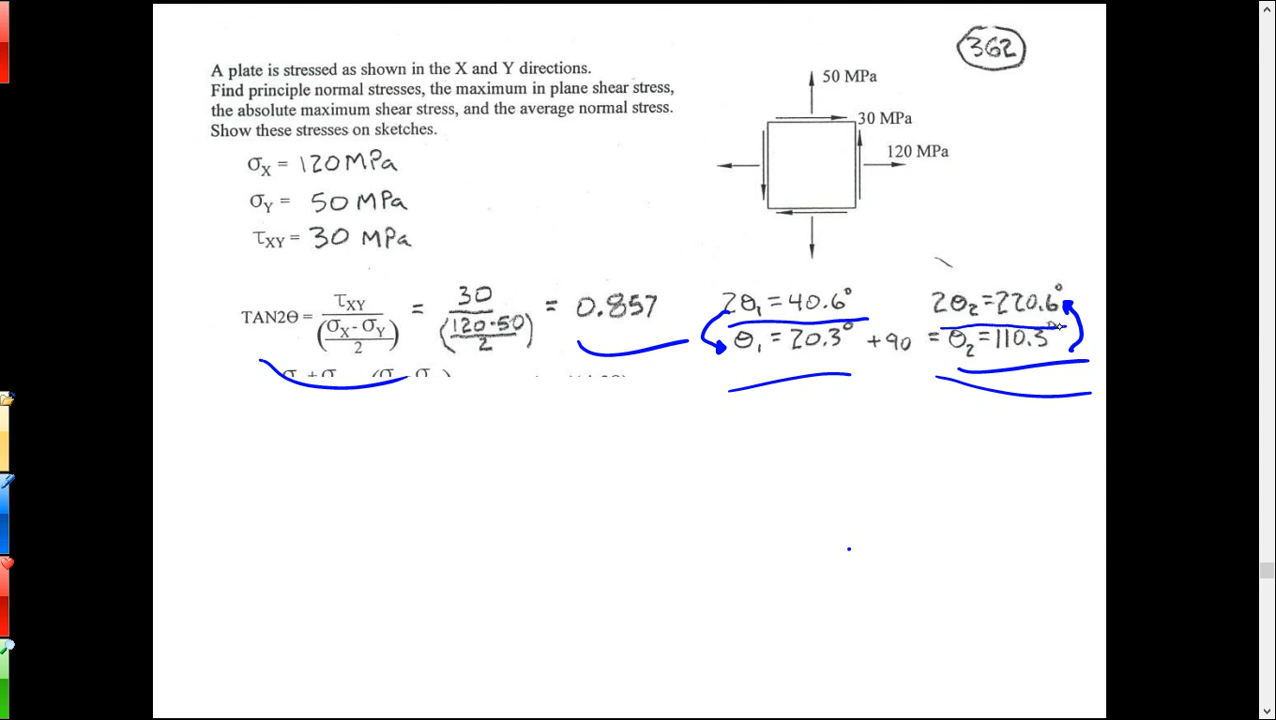 362
A plate is stressed as shown in the X and Y directions.
Find principle normal stresses, the maximum in plane shear stress,
the absolute maximum shear stress, and the average normal stress.
Show these stresses on sketches.
50 MPa
30 MPa
120 MPa
σX = 120 MPa
σY = 50 MPa
τXY = 30 MPa
TAN2θ = τXY / ((σX - σY) / 2) = 30 / ((120-50) / 2) = 0.857
2θ1 = 40.6°
θ1 = 20.3° + 90 = θ2 = 110.3°
2θ2 = 220.6°